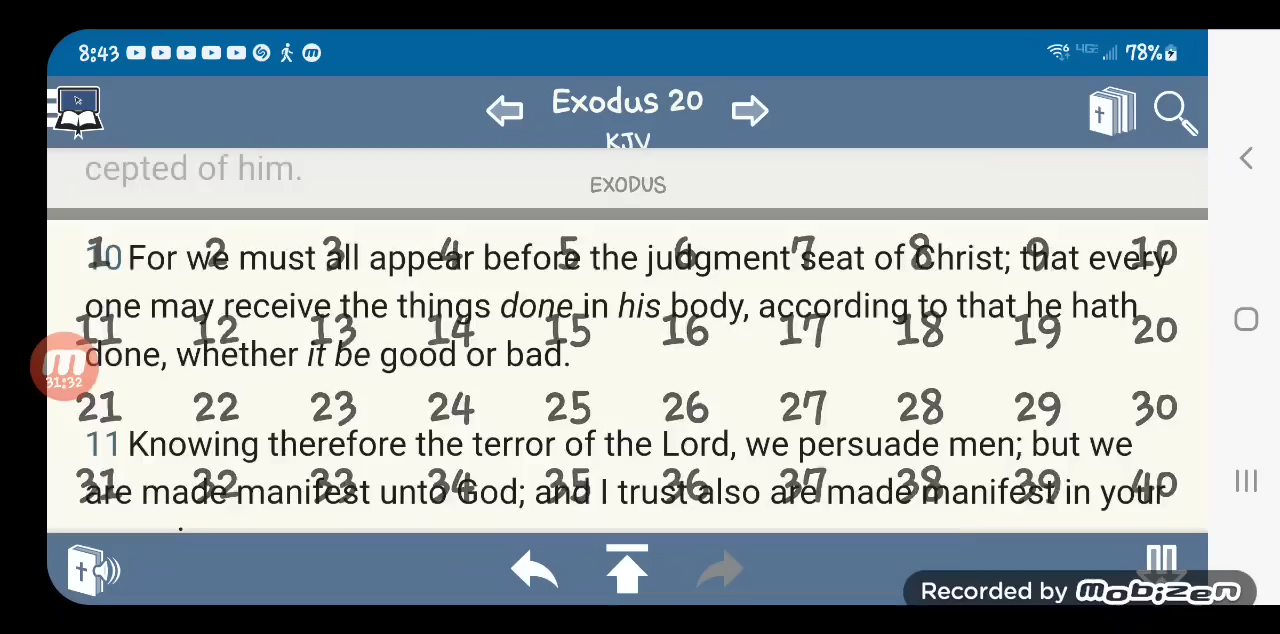 8:43 4GE 78%
Exodus 20
KJV
cepted of him.
EXODUS
1 2 3 4 5 6 7 8 9 10
10 For we must all appear before the judgment seat of Christ; that every
one may receive the things done in his body, according to that he hath
11 12 13 14 15 16 17 18 19 20
done, whether it be good or bad.
31:32
21 22 23 24 25 26 27 28 29 30
11 Knowing therefore the terror of the Lord, we persuade men; but we
31 32 33 34 35 36 37 38 39 40
are made manifest unto God; and I trust also are made manifest in your
Recorded by mobizen